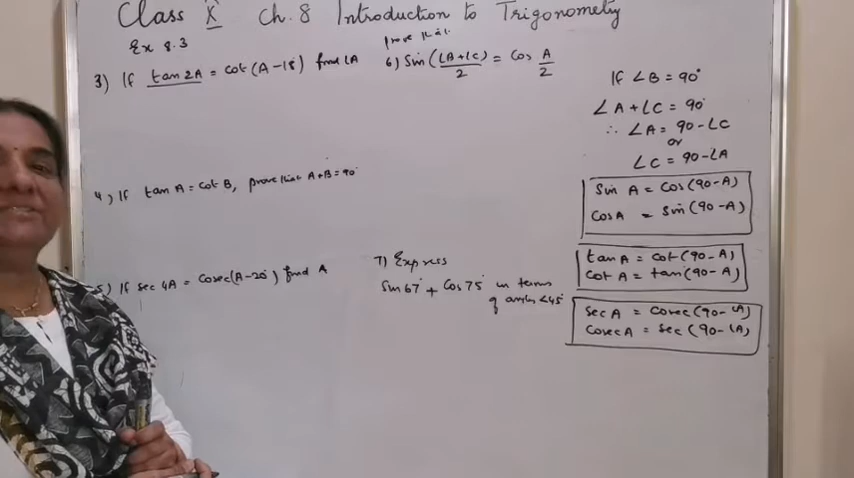 Class X Ch. 8 Introduction to Trigonometry
Ex 8.3
3) If tan 2A = cot (A-18) find ∠A
4) If tan A = cot B, prove that A+B = 90°
5) If sec 4A = Cosec (A-20°) find A
prove that
6) Sin (∠B+∠C)/2 = Cos A/2
7) Express
Sin 67° + Cos 75° in terms
of angles <45°
If ∠B = 90°
∠A + ∠C = 90°
∴ ∠A = 90-∠C
or
∠C = 90-∠A
Sin A = Cos (90-A)
Cos A = Sin (90-A)
tan A = cot (90-A)
cot A = tan (90-A)
sec A = cosec (90-∠A)
cosec A = sec (90-∠A)